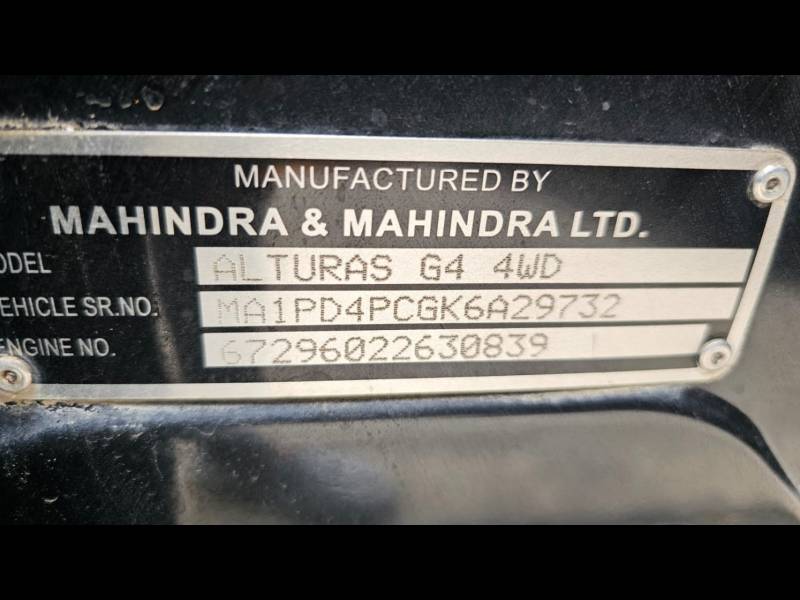 MANUFACTURED BY
MAHINDRA & MAHINDRA LTD.
ODEL ALTURAS G4 4WD
EHICLE SR.NO. MA1PD4PCGK6A29732
ENGINE NO. 67296022630839